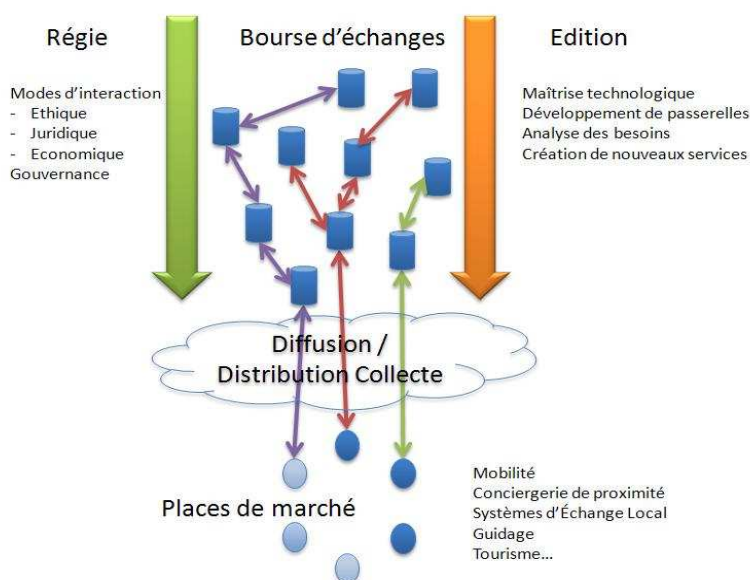 Régie
Bourse d'échanges
Edition
Modes d'interaction
- Ethique
- Juridique
- Economique
Gouvernance
Maîtrise technologique
Développement de passerelles
Analyse des besoins
Création de nouveaux services
Diffusion /
Distribution Collecte
Places de marché
Mobilité
Conciergerie de proximité
Systèmes d'Échange Local
Guidage
Tourisme...